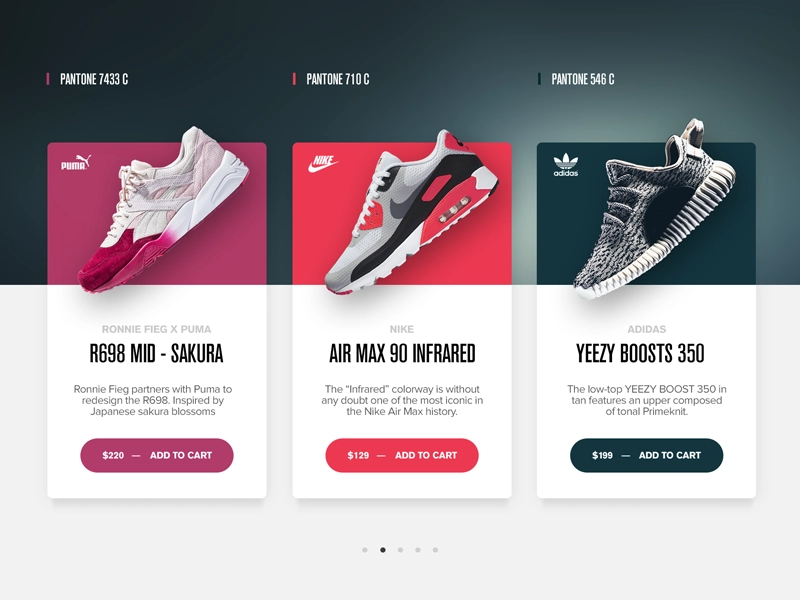 PANTONE 7433 C
PANTONE 710 C
PANTONE 546 C
PUMA
NIKE
adidas
RONNIE FIEG X PUMA
R698 MID - SAKURA
Ronnie Fieg partners with Puma to
redesign the R698. Inspired by
Japanese sakura blossoms
$220 — ADD TO CART
NIKE
AIR MAX 90 INFRARED
The “Infrared” colorway is without
any doubt one of the most iconic in
the Nike Air Max history.
$129 — ADD TO CART
ADIDAS
YEEZY BOOSTS 350
The low-top YEEZY BOOST 350 in
tan features an upper composed
of tonal Primeknit.
$199 — ADD TO CART